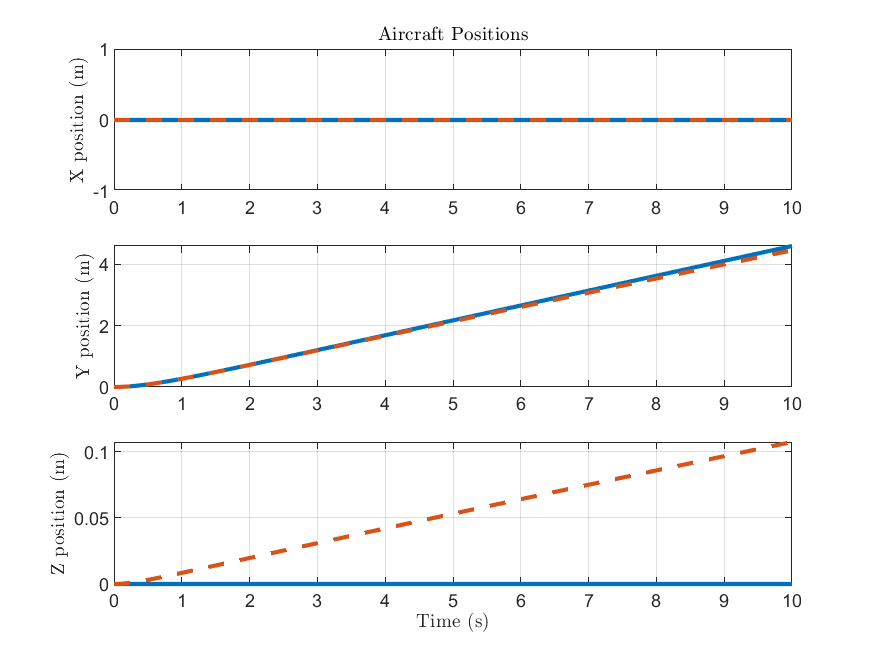 Aircraft Positions
X position (m)
1
0
-1
0 1 2 3 4 5 6 7 8 9 10
Y position (m)
4
2
0
0 1 2 3 4 5 6 7 8 9 10
Z position (m)
0.1
0.05
0
0 1 2 3 4 5 6 7 8 9 10
Time (s)